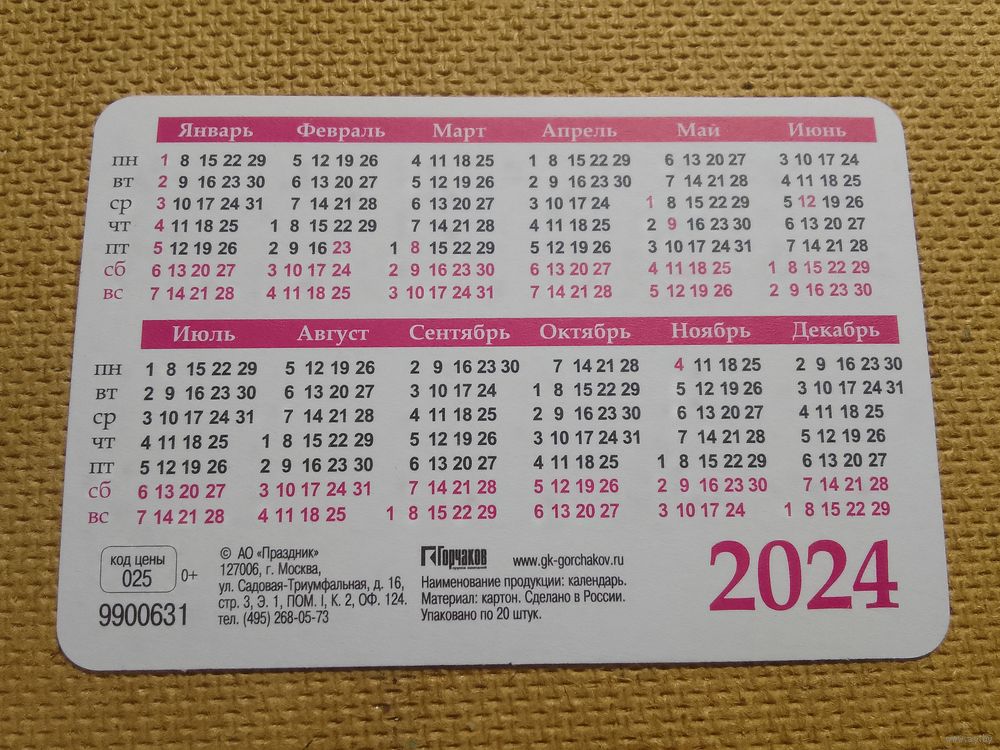 Январь Февраль Март Апрель Май Июнь
пн 1 8 15 22 29 5 12 19 26 4 11 18 25 1 8 15 22 29 6 13 20 27 3 10 17 24
вт 2 9 16 23 30 6 13 20 27 5 12 19 26 2 9 16 23 30 7 14 21 28 4 11 18 25
ср 3 10 17 24 31 7 14 21 28 6 13 20 27 3 10 17 24 1 8 15 22 29 5 12 19 26
чт 4 11 18 25 1 8 15 22 29 7 14 21 28 4 11 18 25 2 9 16 23 30 6 13 20 27
пт 5 12 19 26 2 9 16 23 1 8 15 22 29 5 12 19 26 3 10 17 24 31 7 14 21 28
сб 6 13 20 27 3 10 17 24 2 9 16 23 30 6 13 20 27 4 11 18 25 1 8 15 22 29
вс 7 14 21 28 4 11 18 25 3 10 17 24 31 7 14 21 28 5 12 19 26 2 9 16 23 30
Июль Август Сентябрь Октябрь Ноябрь Декабрь
пн 1 8 15 22 29 5 12 19 26 2 9 16 23 30 7 14 21 28 4 11 18 25 2 9 16 23 30
вт 2 9 16 23 30 6 13 20 27 3 10 17 24 1 8 15 22 29 5 12 19 26 3 10 17 24 31
ср 3 10 17 24 31 7 14 21 28 4 11 18 25 2 9 16 23 30 6 13 20 27 4 11 18 25
чт 4 11 18 25 1 8 15 22 29 5 12 19 26 3 10 17 24 31 7 14 21 28 5 12 19 26
пт 5 12 19 26 2 9 16 23 30 6 13 20 27 4 11 18 25 1 8 15 22 29 6 13 20 27
сб 6 13 20 27 3 10 17 24 31 7 14 21 28 5 12 19 26 2 9 16 23 30 7 14 21 28
вс 7 14 21 28 4 11 18 25 1 8 15 22 29 6 13 20 27 3 10 17 24 1 8 15 22 29
код цены
025
0+
9900631
© АО «Праздник»
127006, г. Москва,
ул. Садовая-Триумфальная, д. 16,
стр. 3, Э. 1, ПОМ. I, К. 2, ОФ. 124.
тел. (495) 268-05-73
Горчаков www.gk-gorchakov.ru
Наименование продукции: календарь.
Материал: картон. Сделано в России.
Упаковано по 20 штук.
2024